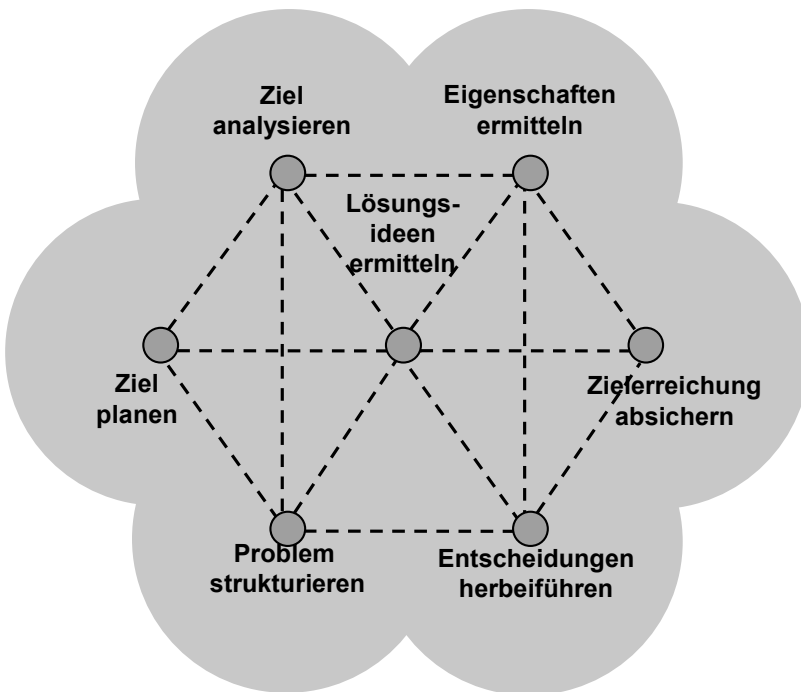 Ziel
analysieren
Eigenschaften
ermitteln
Lösungs-
ideen
ermitteln
Ziel
planen
Zielerreichung
absichern
Problem
strukturieren
Entscheidungen
herbeiführen